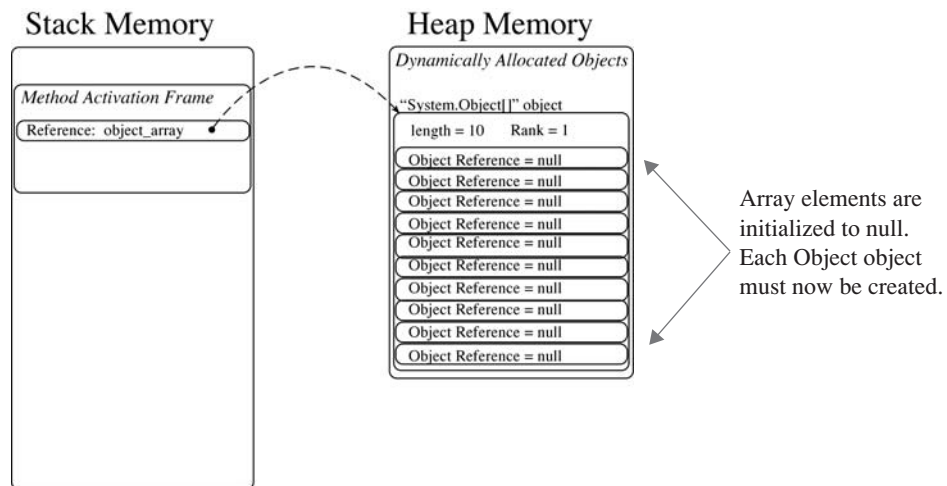 Stack Memory
Method Activation Frame
Reference: object_array
Heap Memory
Dynamically Allocated Objects
“System.Object[]” object
length = 10 Rank = 1
Object Reference = null
Object Reference = null
Object Reference = null
Object Reference = null
Object Reference = null
Object Reference = null
Object Reference = null
Object Reference = null
Object Reference = null
Object Reference = null
Array elements are
initialized to null.
Each Object object
must now be created.